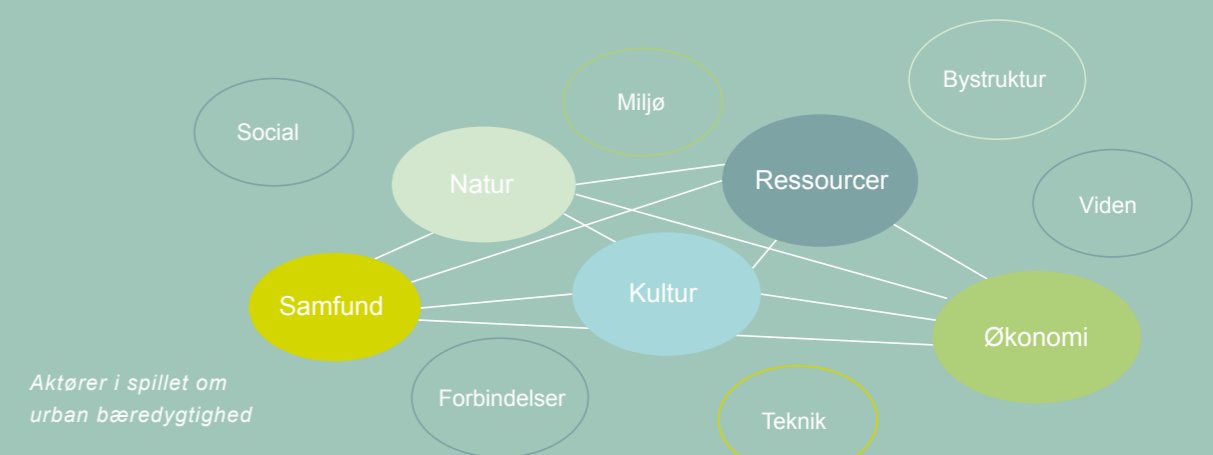 Bystruktur
Miljø
Social
Natur
Ressourcer
Viden
Samfund
Kultur
Økonomi
Aktører i spillet om
urban bæredygtighed
Forbindelser
Teknik